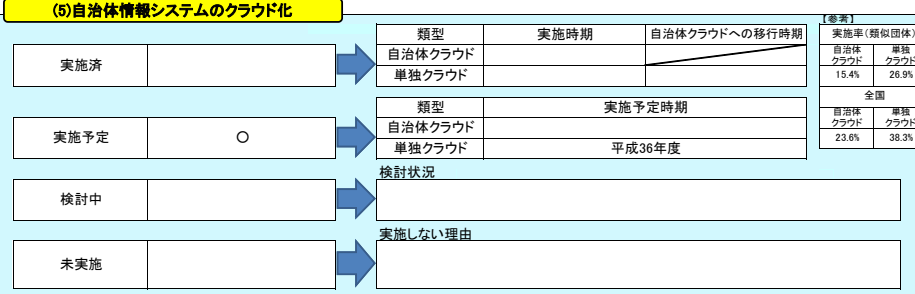 (5)自治体情報システムのクラウド化
実施済
類型 実施時期 自治体クラウドへの移行時期
自治体クラウド
単独クラウド
【参考】
実施率(類似団体)
自治体クラウド 単独クラウド
15.4% 26.9%
全国
自治体クラウド 単独クラウド
23.6% 38.3%
実施予定 ○
類型 実施予定時期
自治体クラウド
単独クラウド 平成36年度
検討中
検討状況
未実施
実施しない理由